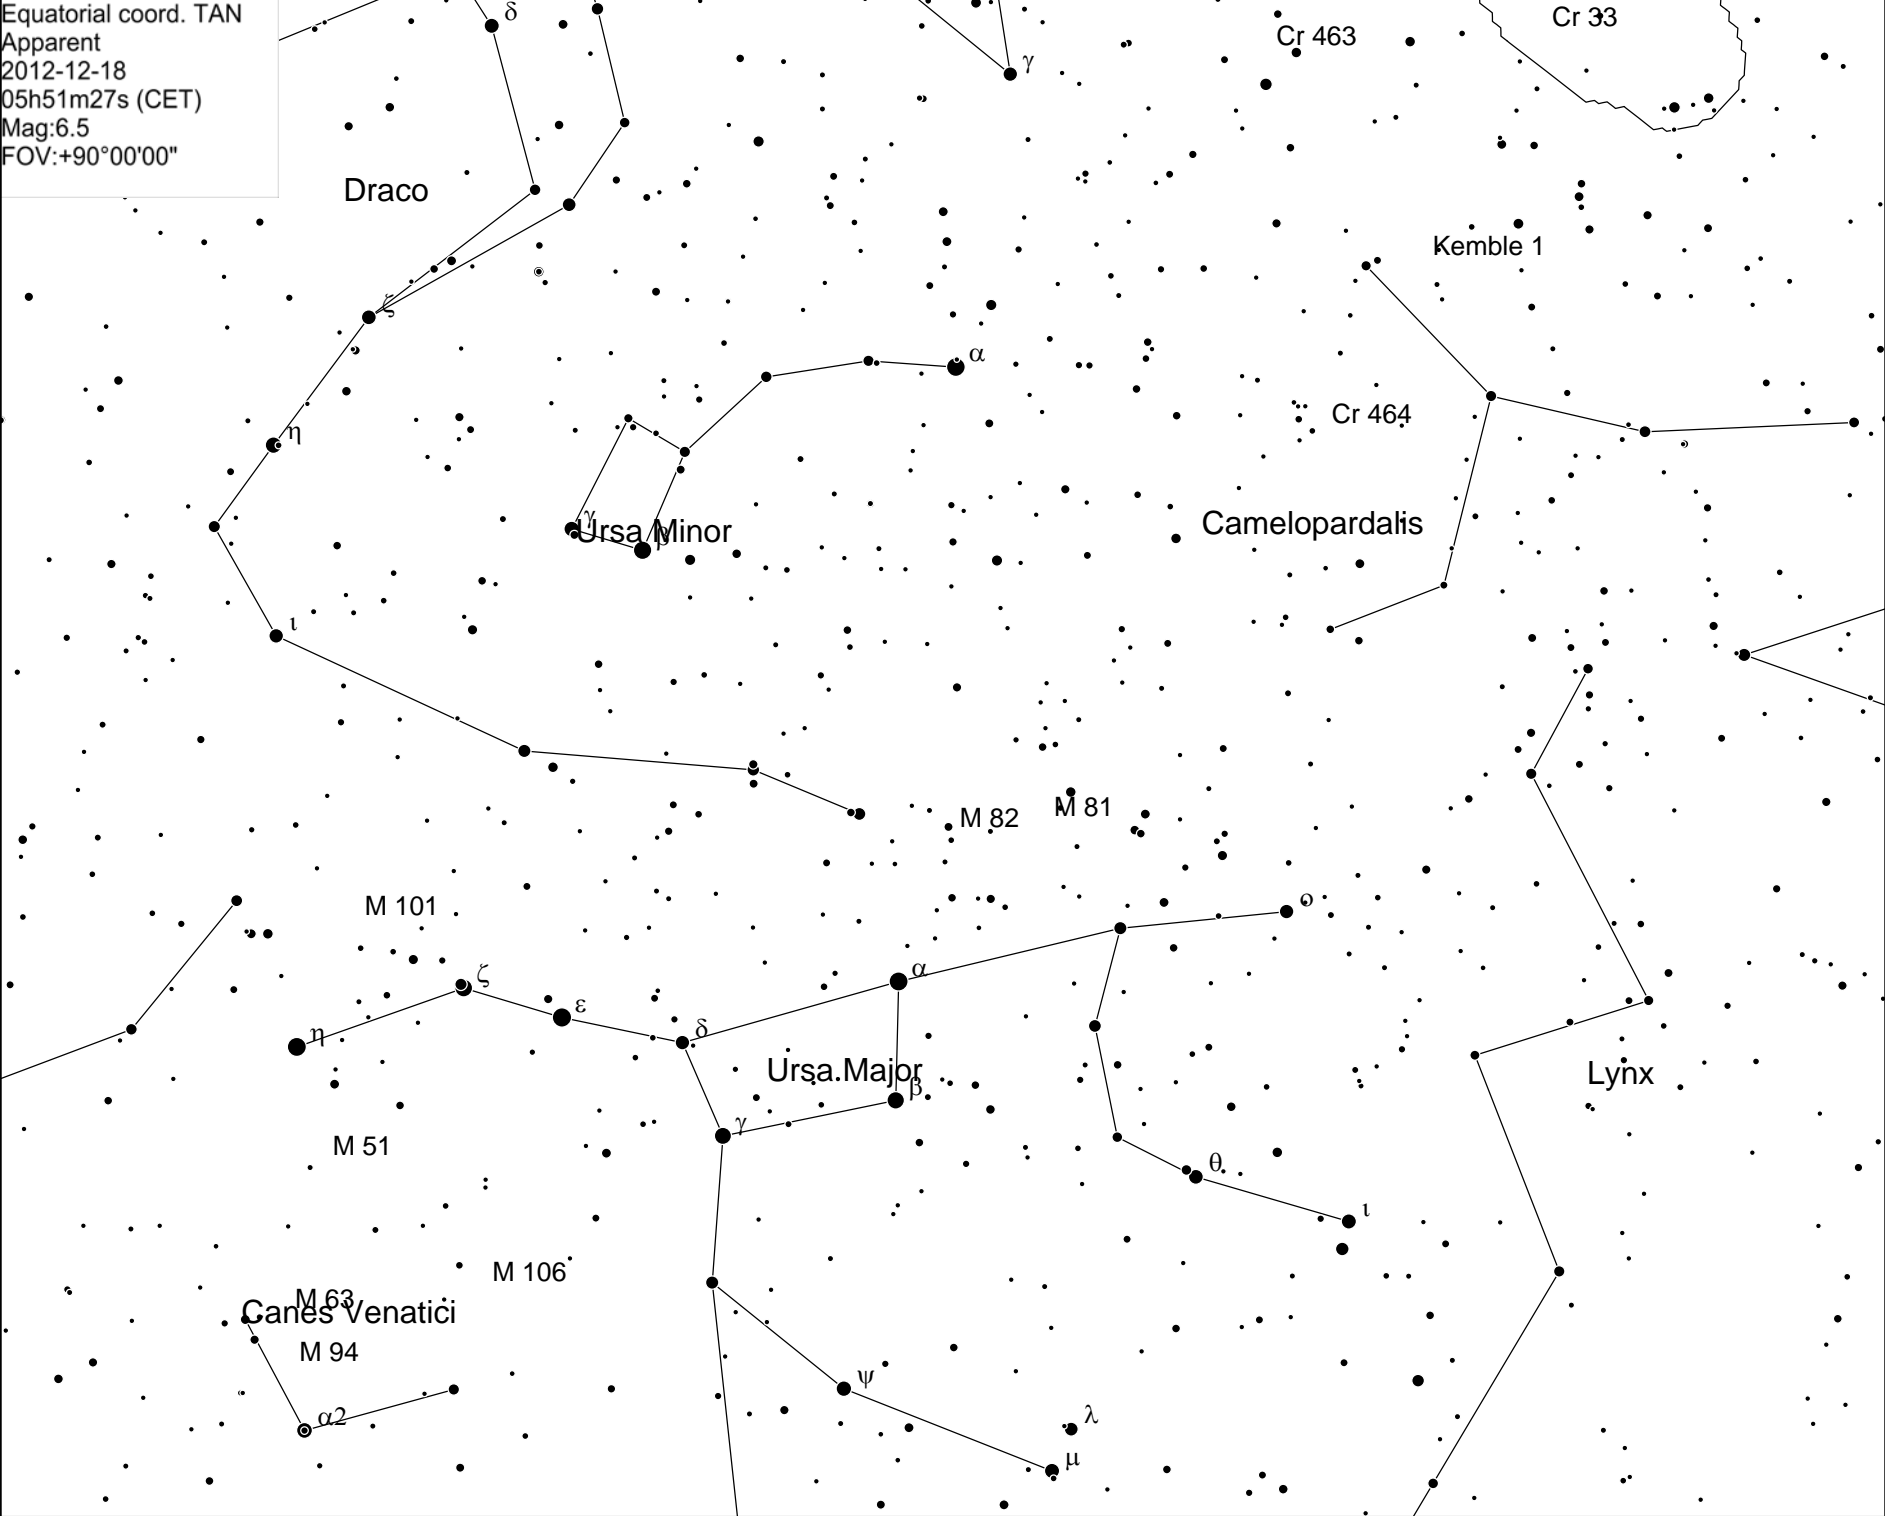 Equatorial coord. TAN
Apparent
2012-12-18
05h51m27s (CET)
Mag:6.5
FOV:+90°00'00"
δ
γ
Cr 463
Cr 33
Draco
Kemble 1
ζ
α
η
Cr 464
γ
Ursa Minor
β
Camelopardalis
ι
M 82
M 81
M 101
ο
ζ
α
ε
η
δ
Ursa Major
β
Lynx
γ
M 51
θ
ι
M 106
M 63
Canes Venatici
M 94
ψ
α2
λ
μ